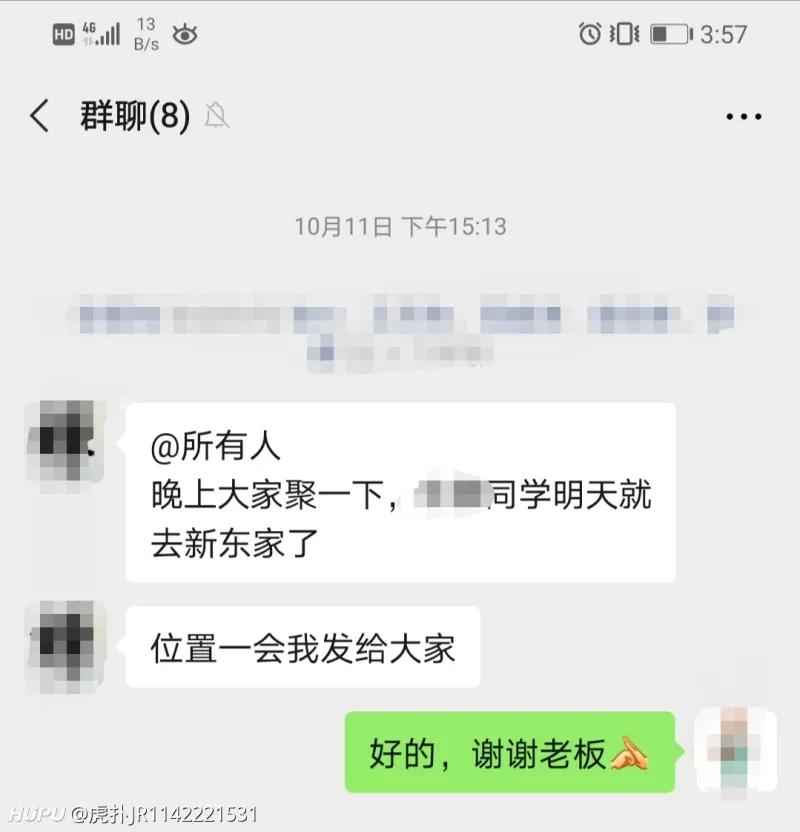 HD 4G 13 B/s 3:57
群聊(8)
10月11日 下午15:13
@所有人
晚上大家聚一下，同学明天就
去新东家了
位置一会我发给大家
好的，谢谢老板
HUPU @虎扑JR1142221531